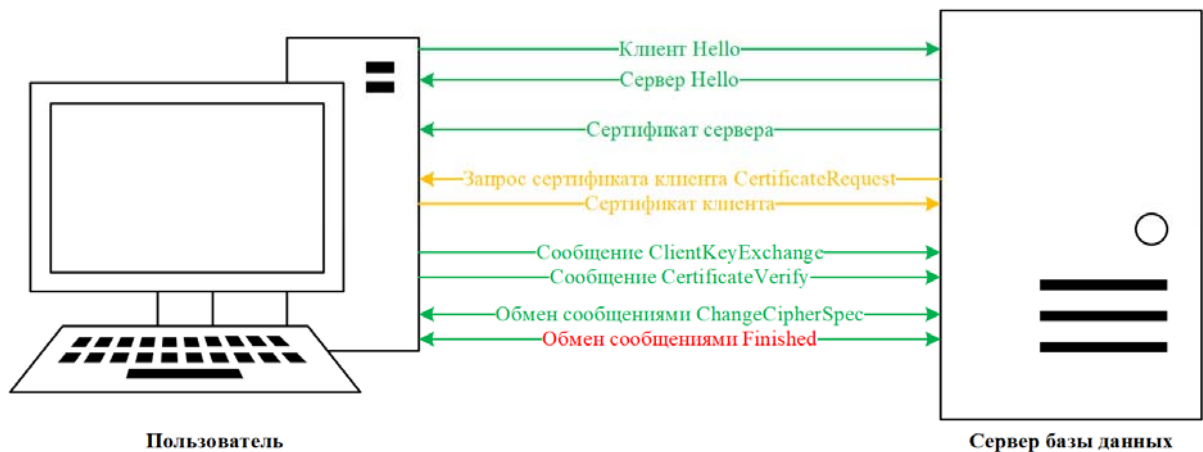 Клиент Hello
Сервер Hello
Сертификат сервера
Запрос сертификата клиента CertificateRequest
Сертификат клиента
Сообщение ClientKeyExchange
Сообщение CertificateVerify
Обмен сообщениями ChangeCipherSpec
Обмен сообщениями Finished
Пользователь
Сервер базы данных